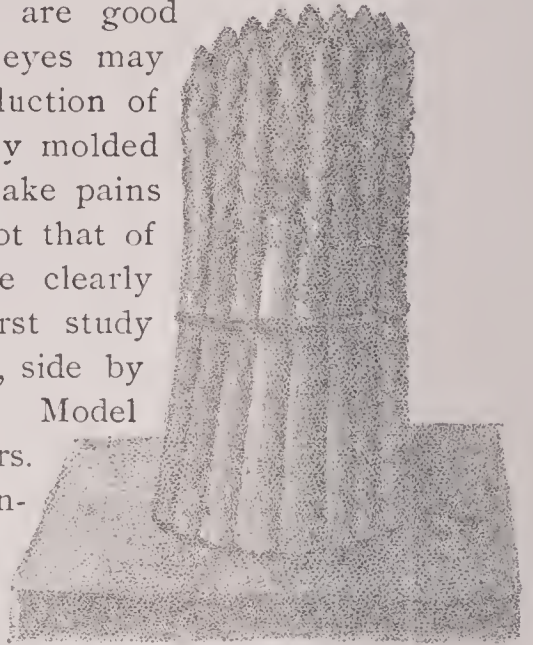 are good
eyes may
duction of
y molded
ake pains
ot that of
e clearly
rst study
, side by
Model
rs.
n-